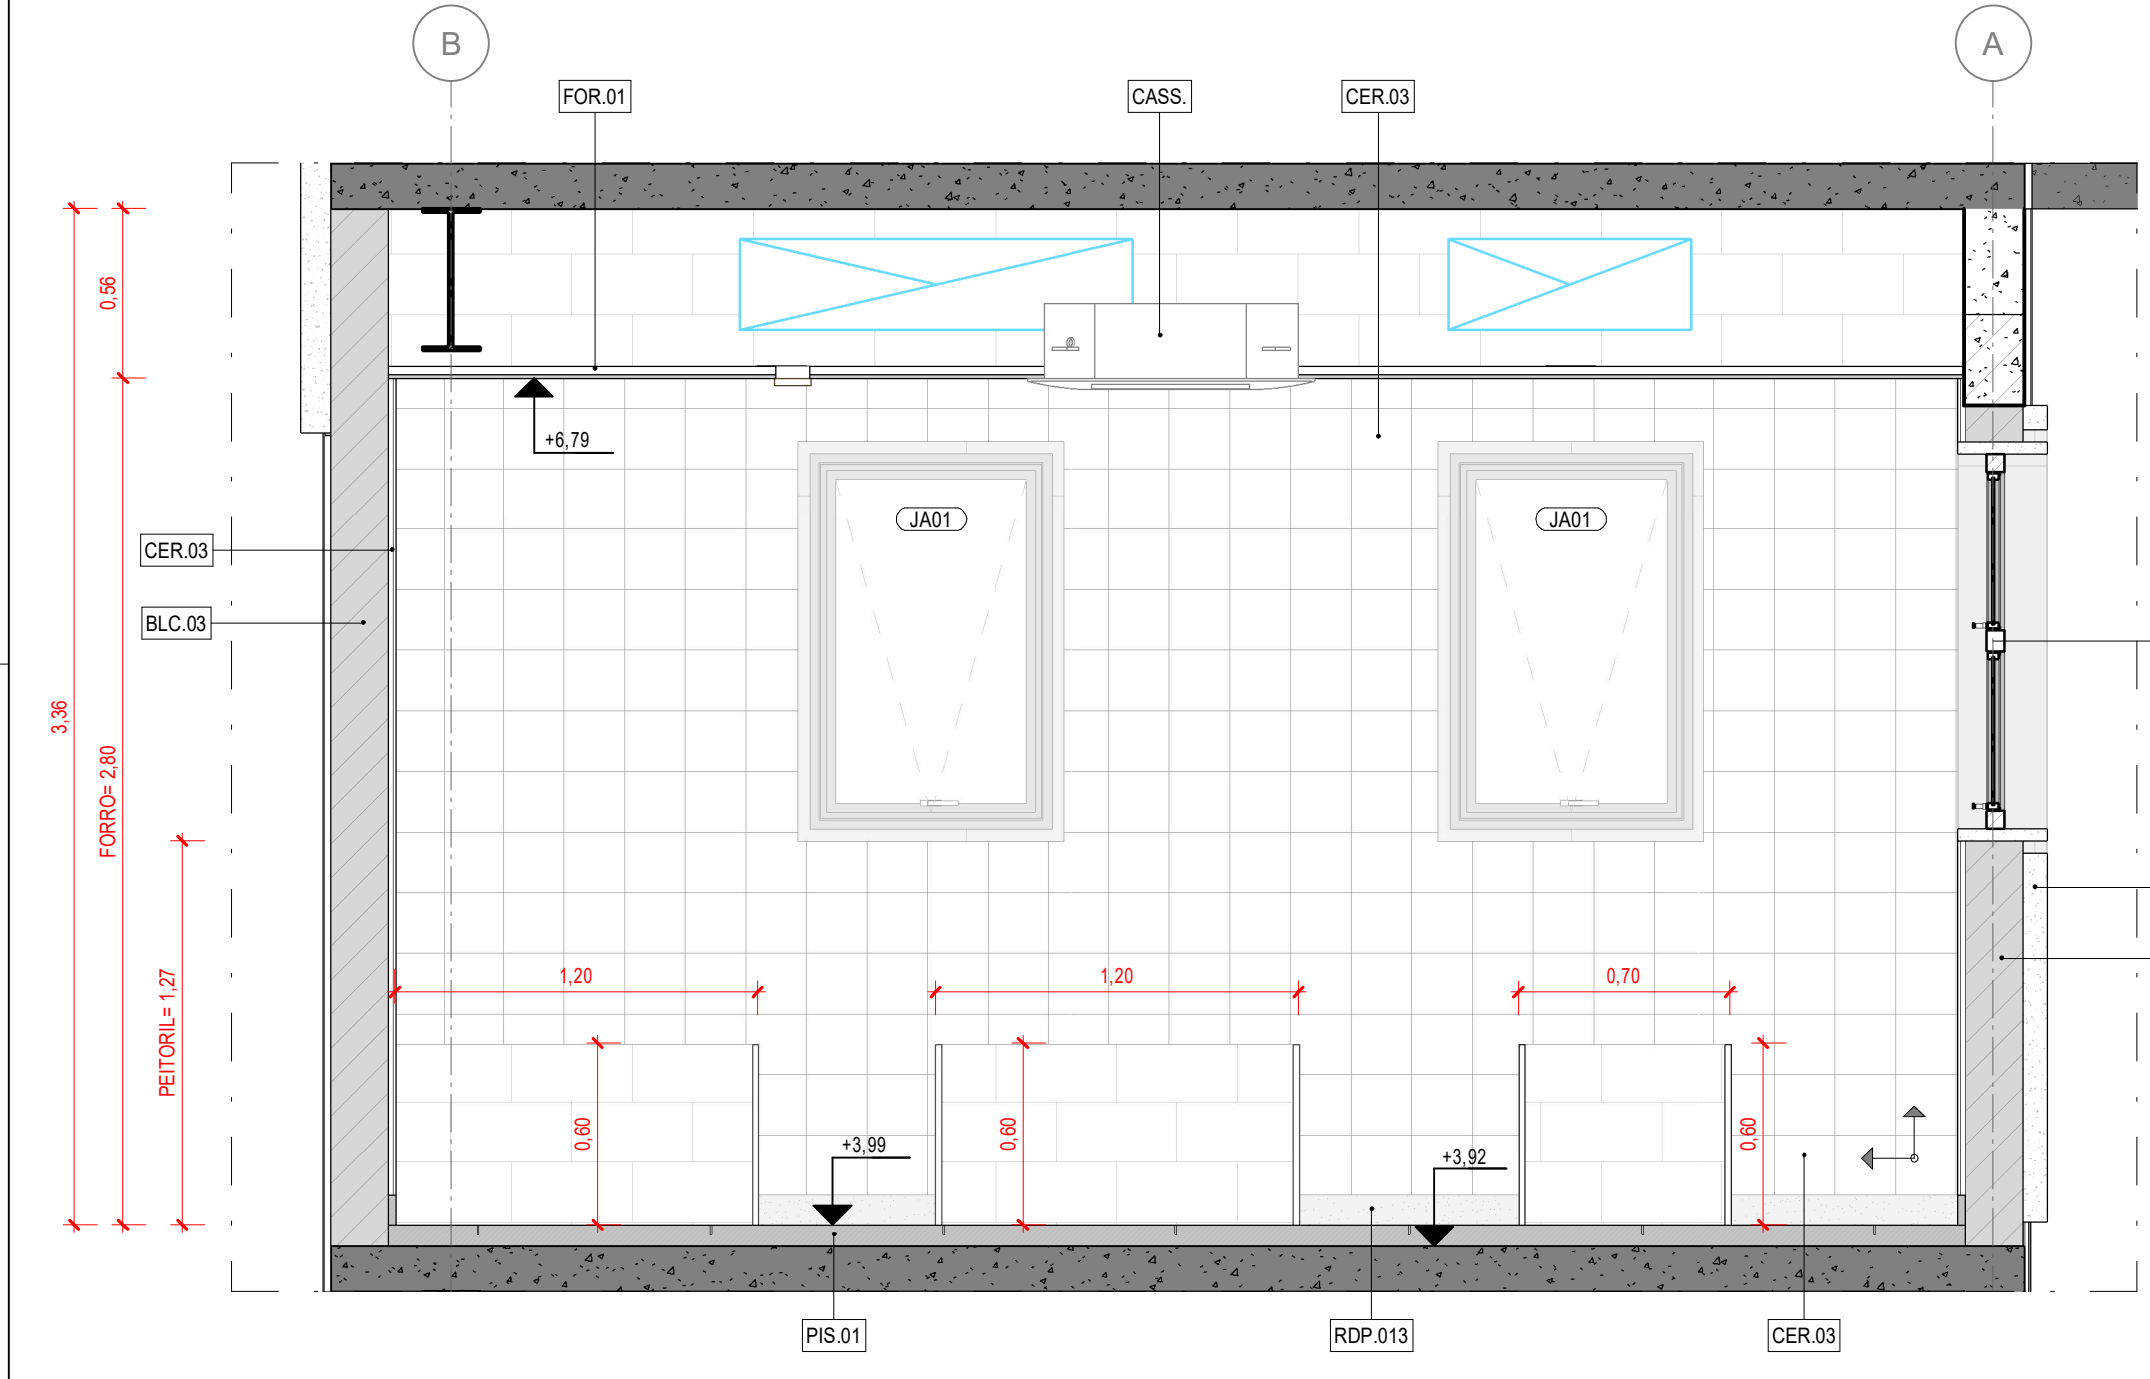 B
A
FOR.01
CASS.
CER.03
0,56
+6,79
JA01
JA01
CER.03
BLC.03
3,36
FORRO= 2,80
PEITORIL= 1,27
1,20
1,20
0,70
0,60
0,60
0,60
+3,99
+3,92
PIS.01
RDP.013
CER.03